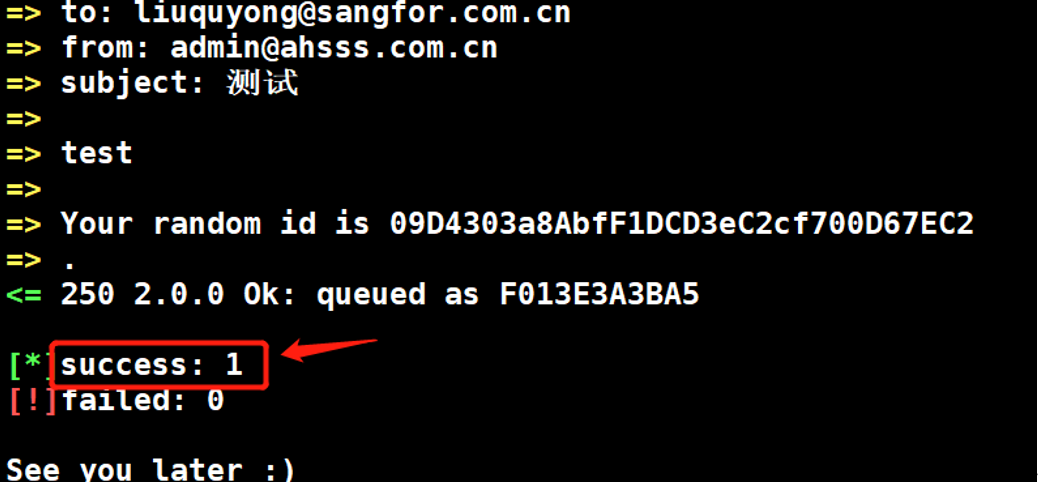 => to: liuquyong@sangfor.com.cn
=> from: admin@ahsss.com.cn
=> subject: 测试
=>
=> test
=>
=> Your random id is 09D4303a8AbfF1DCD3eC2cf700D67EC2
=> .
<= 250 2.0.0 Ok: queued as F013E3A3BA5
[*]success: 1
[!]failed: 0
See you later :)